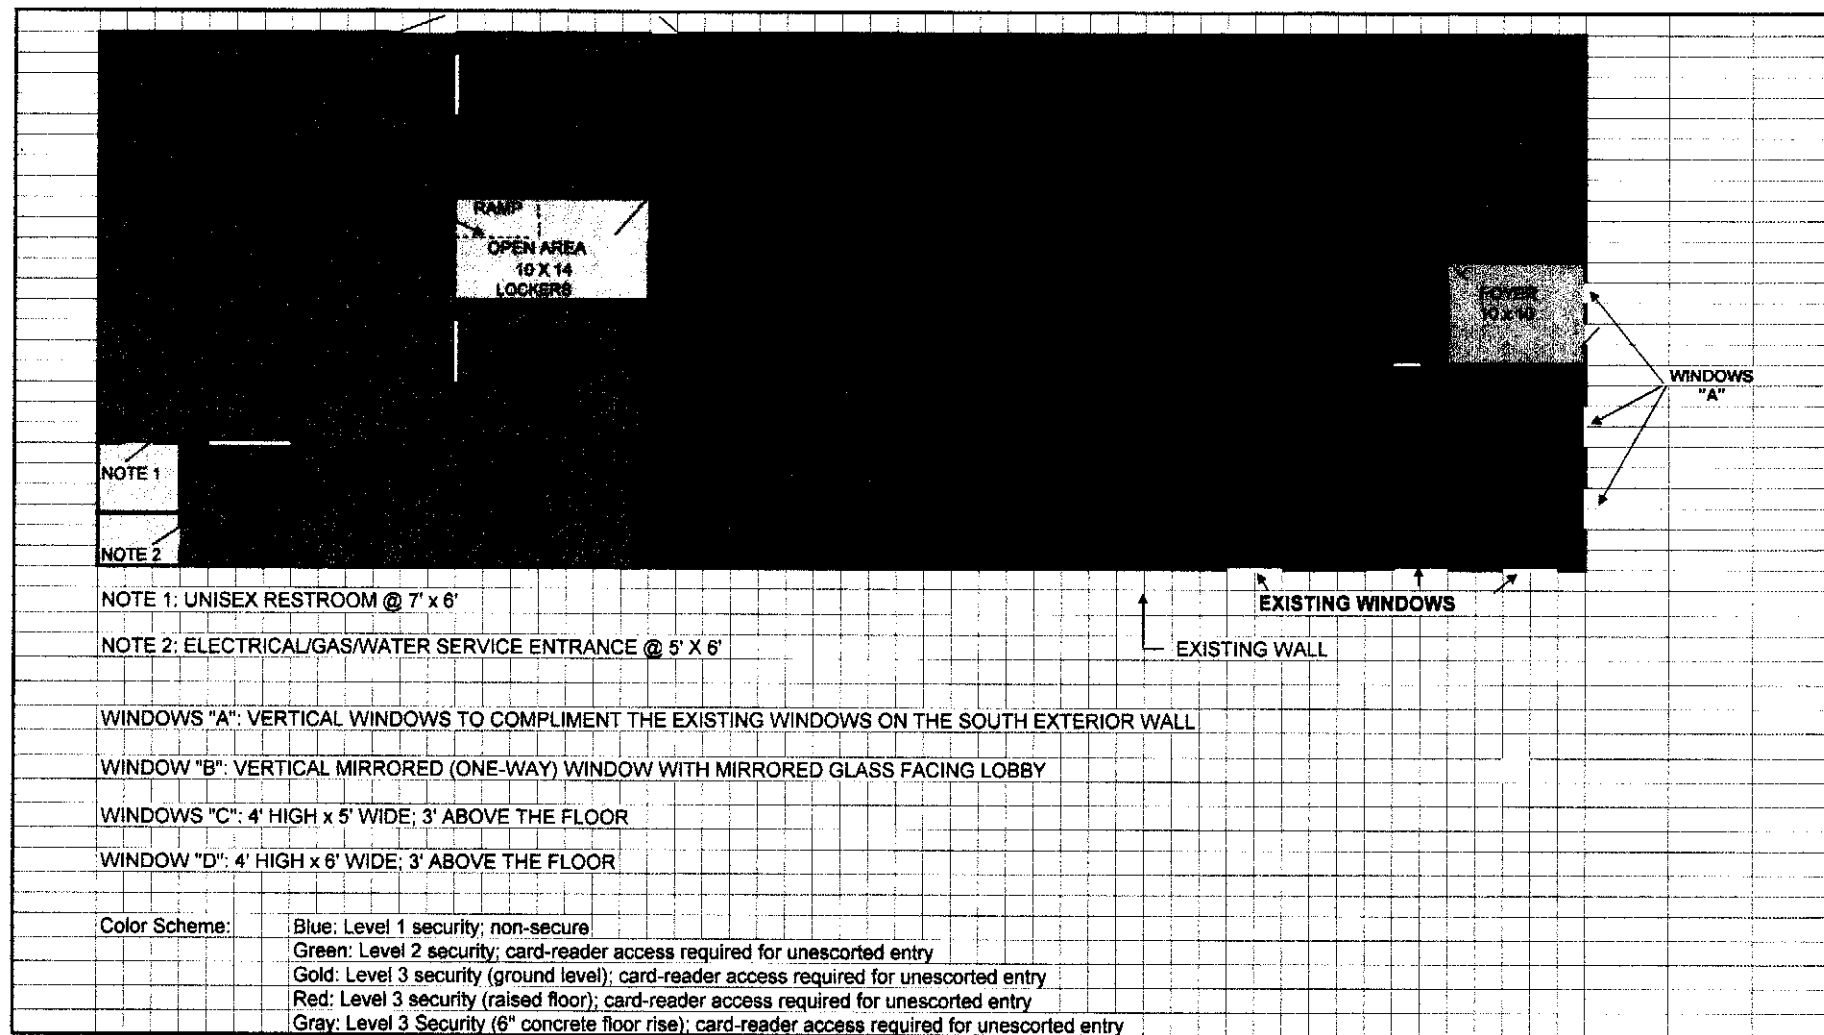 RAMP
OPEN AREA
10 X 14
LOCKERS
FOYER
10 x 10
WINDOWS
"A"
NOTE 1
NOTE 2
NOTE 1: UNISEX RESTROOM @ 7' x 6'
EXISTING WINDOWS
NOTE 2: ELECTRICAL/GAS/WATER SERVICE ENTRANCE @ 5' X 6'
EXISTING WALL
WINDOWS "A": VERTICAL WINDOWS TO COMPLIMENT THE EXISTING WINDOWS ON THE SOUTH EXTERIOR WALL
WINDOW "B": VERTICAL MIRRORED (ONE-WAY) WINDOW WITH MIRRORED GLASS FACING LOBBY
WINDOWS "C": 4' HIGH x 5' WIDE; 3' ABOVE THE FLOOR
WINDOW "D": 4' HIGH x 6' WIDE; 3' ABOVE THE FLOOR
Color Scheme: Blue: Level 1 security; non-secure
Green: Level 2 security; card-reader access required for unescorted entry
Gold: Level 3 security (ground level); card-reader access required for unescorted entry
Red: Level 3 security (raised floor); card-reader access required for unescorted entry
Gray: Level 3 Security (6" concrete floor rise); card-reader access required for unescorted entry